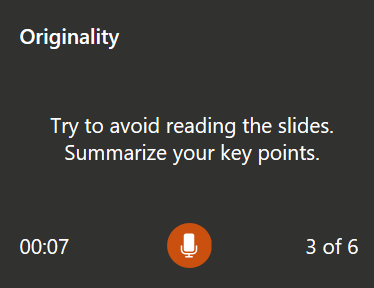 Originality
Try to avoid reading the slides.
Summarize your key points.
00:07
3 of 6